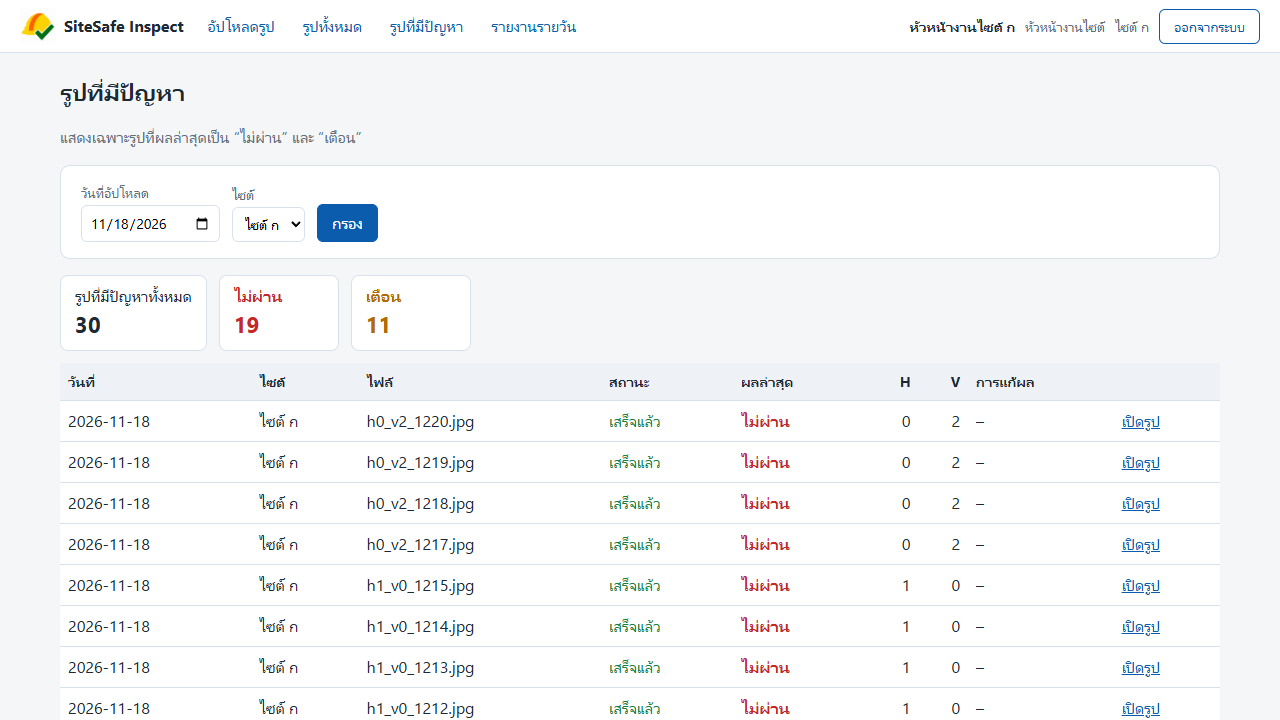 SiteSafe Inspect อัปโหลดรูป รูปทั้งหมด รูปที่มีปัญหา รายงานรายวัน หัวหน้างานไซต์ ก หัวหน้างานไซต์ ไซต์ ก ออกจากระบบ
รูปที่มีปัญหา
แสดงเฉพาะรูปที่ผลล่าสุดเป็น “ไม่ผ่าน” และ “เตือน”
วันที่อัปโหลด ไซต์
11/18/2026 ไซต์ ก กรอง
รูปที่มีปัญหาทั้งหมด ไม่ผ่าน เตือน
30 19 11
วันที่ ไซต์ ไฟล์ สถานะ ผลล่าสุด H V การแก้ผล
2026-11-18 ไซต์ ก h0_v2_1220.jpg เสร็จแล้ว ไม่ผ่าน 0 2 – เปิดรูป
2026-11-18 ไซต์ ก h0_v2_1219.jpg เสร็จแล้ว ไม่ผ่าน 0 2 – เปิดรูป
2026-11-18 ไซต์ ก h0_v2_1218.jpg เสร็จแล้ว ไม่ผ่าน 0 2 – เปิดรูป
2026-11-18 ไซต์ ก h0_v2_1217.jpg เสร็จแล้ว ไม่ผ่าน 0 2 – เปิดรูป
2026-11-18 ไซต์ ก h1_v0_1215.jpg เสร็จแล้ว ไม่ผ่าน 1 0 – เปิดรูป
2026-11-18 ไซต์ ก h1_v0_1214.jpg เสร็จแล้ว ไม่ผ่าน 1 0 – เปิดรูป
2026-11-18 ไซต์ ก h1_v0_1213.jpg เสร็จแล้ว ไม่ผ่าน 1 0 – เปิดรูป
2026-11-18 ไซต์ ก h1_v0_1212.jpg เสร็จแล้ว ไม่ผ่าน 1 0 – เปิดรูป